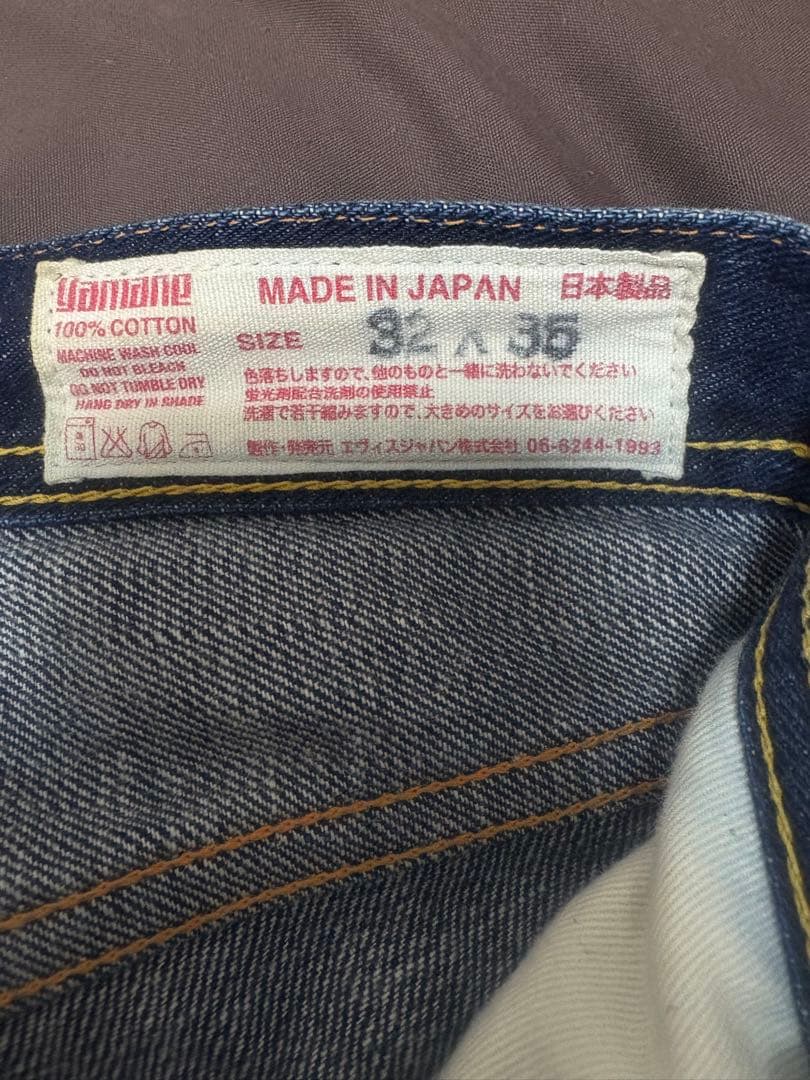 yamane
100% COTTON
MACHINE WASH COOL
DO NOT BLEACH
DO NOT TUMBLE DRY
HANG DRY IN SHADE
MADE IN JAPAN 日本製品
SIZE 32 X 35
色落ちしますので、他のものと一緒に洗わないでください
蛍光剤配合洗剤の使用禁止
洗濯で若干縮みますので、大きめのサイズをお選びください
製作・発売元 エヴィスジャパン株式会社 06-6244-1993